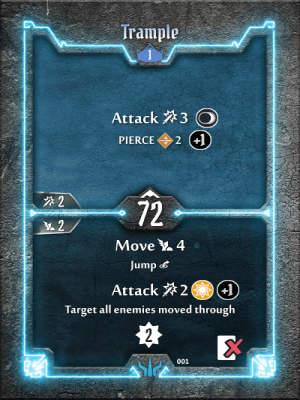 Trample
1
Attack 3
PIERCE 2 +1
2
72
2
Move 4
Jump
Attack 2 +1
Target all enemies moved through
2
001